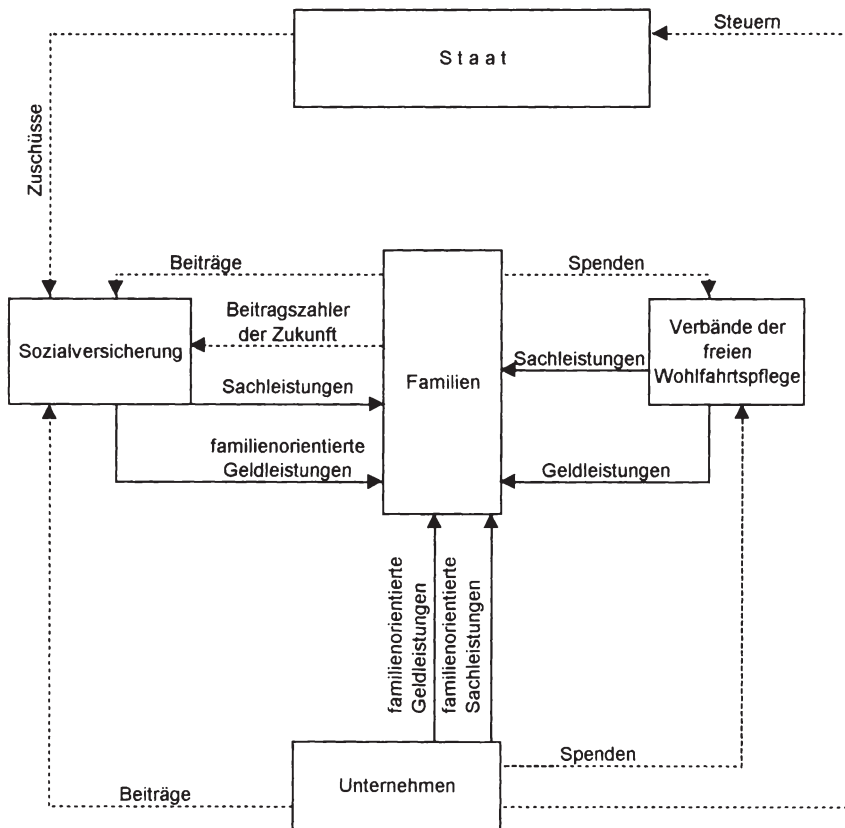 Steuern
S t a a t
Zuschüsse
Beiträge
Spenden
Beitragszahler
der Zukunft
Sozialversicherung
Familien
Verbände der
freien
Wohlfahrtspflege
Sachleistungen
Sachleistungen
familienorientierte
Geldleistungen
Geldleistungen
familienorientierte
Geldleistungen
familienorientierte
Sachleistungen
Unternehmen
Spenden
Beiträge